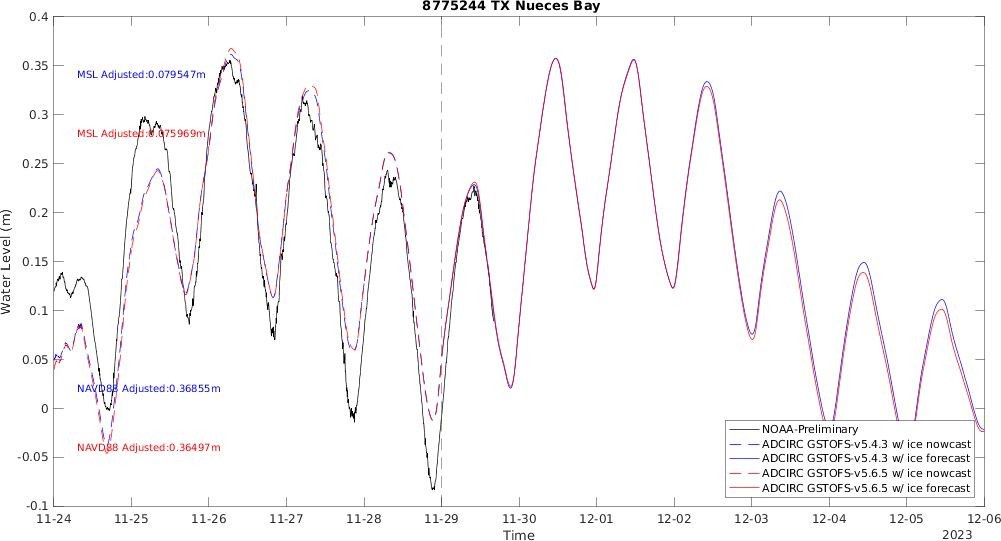 8775244 TX Nueces Bay
0.4
0.35
0.3
0.25
0.2
0.15
0.1
0.05
0
-0.05
-0.1
Water Level (m)
MSL Adjusted:0.079547m
MSL Adjusted:0.075969m
NAVD88 Adjusted:0.36855m
NAVD88 Adjusted:0.36497m
NOAA-Preliminary
ADCIRC GSTOFS-v5.4.3 w/ ice nowcast
ADCIRC GSTOFS-v5.4.3 w/ ice forecast
ADCIRC GSTOFS-v5.6.5 w/ ice nowcast
ADCIRC GSTOFS-v5.6.5 w/ ice forecast
11-24 11-25 11-26 11-27 11-28 11-29 11-30 12-01 12-02 12-03 12-04 12-05 12-06
Time
2023